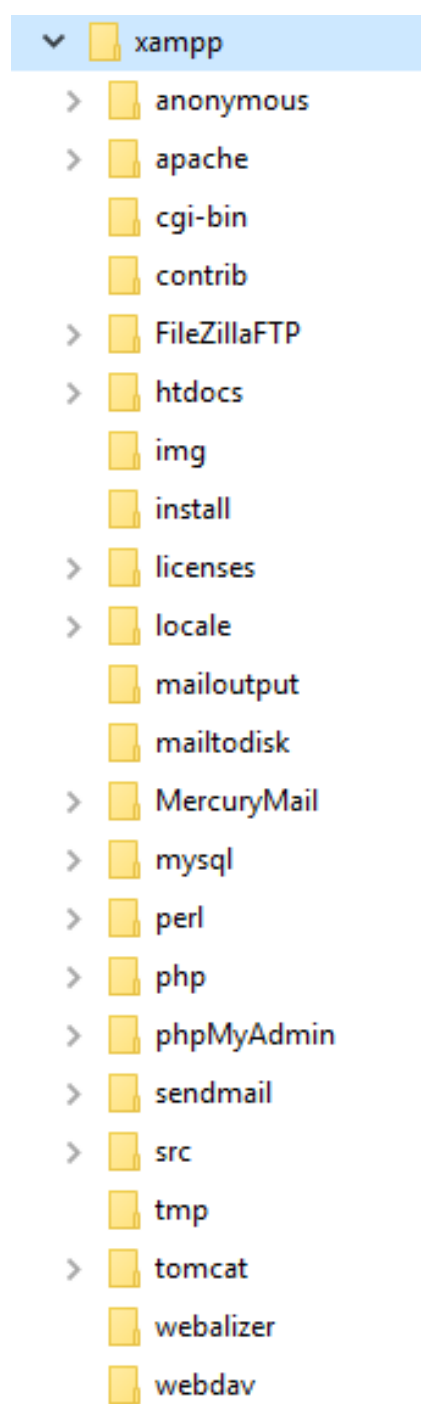 xampp
anonymous
apache
cgi-bin
contrib
FileZillaFTP
htdocs
img
install
licenses
locale
mailoutput
mailtodisk
MercuryMail
mysql
perl
php
phpMyAdmin
sendmail
src
tmp
tomcat
webalizer
webdav